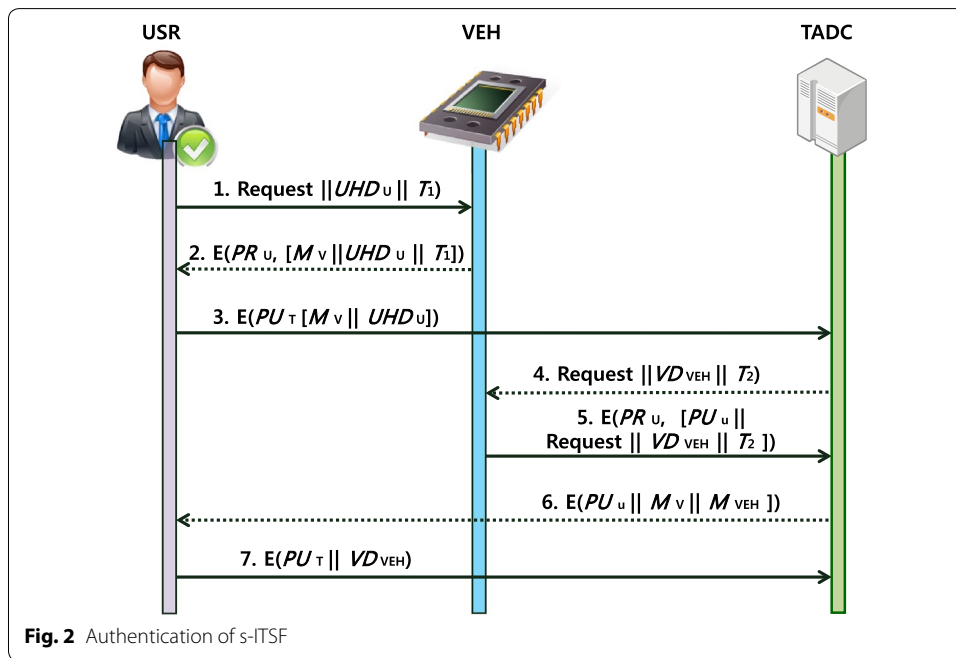 USR VEH TADC
1. Request ||UHD U || T1)
2. E(PR U, [M V ||UHD U || T1])
3. E(PU T [M V || UHD U])
4. Request ||VD VEH || T2)
5. E(PR U, [PU u ||
Request || VD VEH || T2 ])
6. E(PU u || M V || M VEH ])
7. E(PU T || VD VEH)
Fig. 2 Authentication of s-ITSF